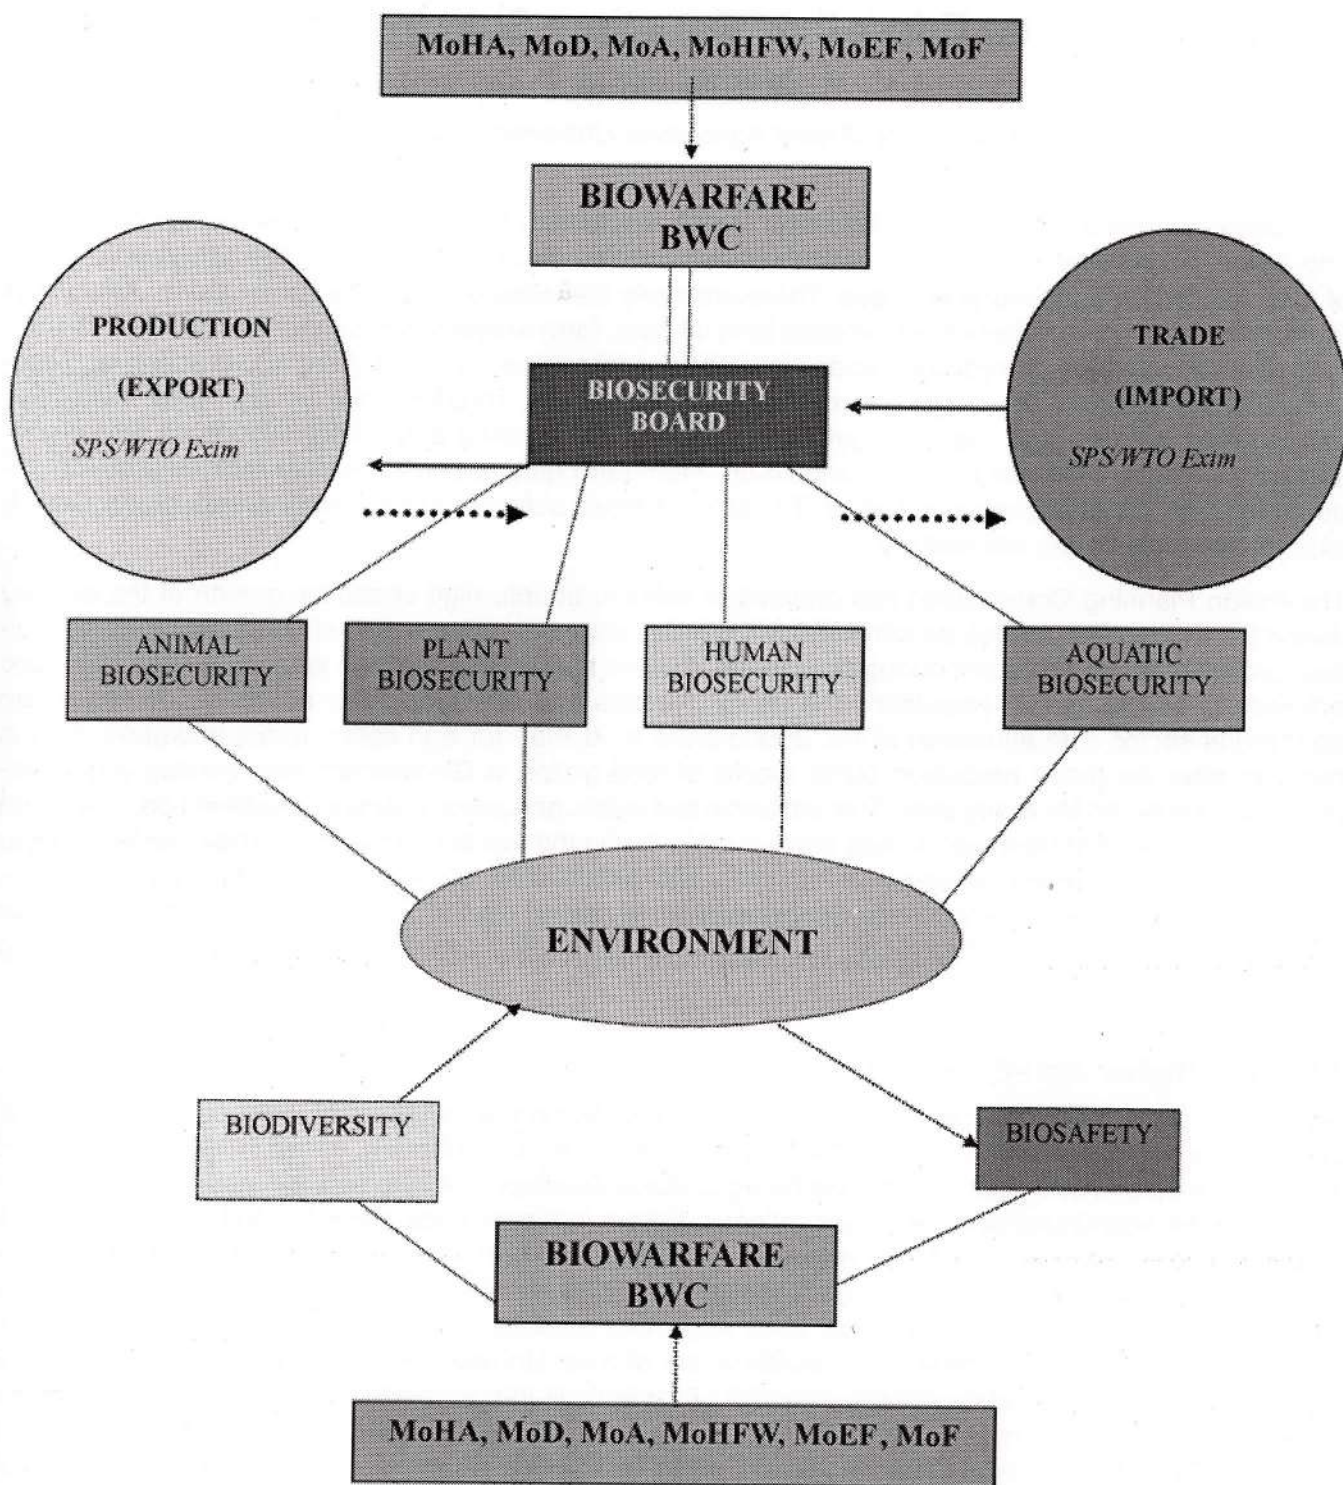 MoHA, MoD, MoA, MoHFW, MoEF, MoF
BIOWARFARE
BWC
PRODUCTION
(EXPORT)
SPS/WTO Exim
BIOSECURITY
BOARD
TRADE
(IMPORT)
SPS/WTO Exim
ANIMAL
BIOSECURITY
PLANT
BIOSECURITY
HUMAN
BIOSECURITY
AQUATIC
BIOSECURITY
ENVIRONMENT
BIODIVERSITY
BIOSAFETY
BIOWARFARE
BWC
MoHA, MoD, MoA, MoHFW, MoEF, MoF